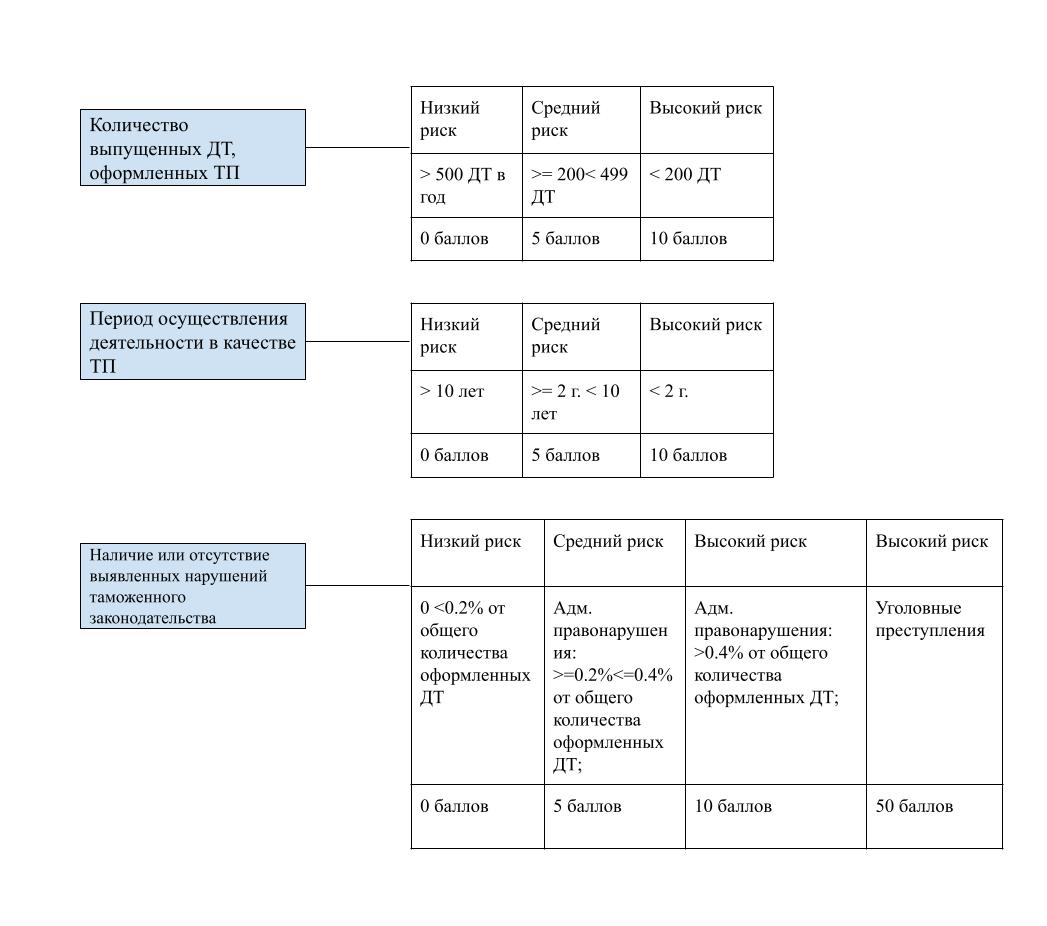 Количество
выпущенных ДТ,
оформленных ТП
Низкий
риск
Средний
риск
Высокий риск
> 500 ДТ в
год
>= 200< 499
ДТ
< 200 ДТ
0 баллов
5 баллов
10 баллов
Период осуществления
деятельности в качестве
ТП
Низкий
риск
Средний
риск
Высокий риск
> 10 лет
>= 2 г. < 10
лет
< 2 г.
0 баллов
5 баллов
10 баллов
Наличие или отсутствие
выявленных нарушений
таможенного
законодательства
Низкий риск
Средний риск
Высокий риск
Высокий риск
0 <0.2% от
общего
количества
оформленных
ДТ
Адм.
правонарушен
ия:
>=0.2%<=0.4%
от общего
количества
оформленных
ДТ;
Адм.
правонарушения:
>0.4% от общего
количества
оформленных ДТ;
Уголовные
преступления
0 баллов
5 баллов
10 баллов
50 баллов